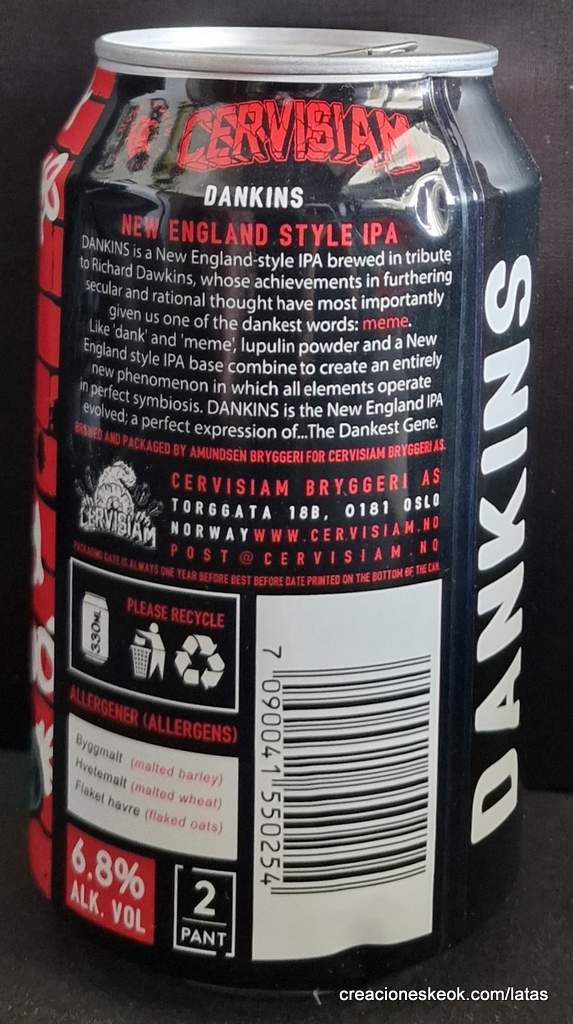 CERVISIAM
DANKINS
NEW ENGLAND STYLE IPA
DANKINS is a New England-style IPA brewed in tribute
to Richard Dawkins, whose achievements in furthering
secular and rational thought have most importantly
given us one of the dankest words: meme.
Like 'dank' and 'meme', lupulin powder and a New
England style IPA base combine to create an entirely
new phenomenon in which all elements operate
in perfect symbiosis. DANKINS is the New England IPA
evolved; a perfect expression of...The Dankest Gene.
BREWED AND PACKAGED BY AMUNDSEN BRYGGERI FOR CERVISIAM BRYGGERI AS.
CERVISIAM
CERVISIAM BRYGGERI AS
TORGGATA 18B, 0181 OSLO
NORWAY WWW.CERVISIAM.NO
POST@CERVISIAM.NO
PACKAGING DATE IS ALWAYS ONE YEAR BEFORE BEST BEFORE DATE PRINTED ON THE BOTTOM OF THE CAN.
330ML
PLEASE RECYCLE
ALLERGENER (ALLERGENS)
Byggmalt (malted barley)
Hvetemalt (malted wheat)
Flaket havre (flaked oats)
6.8%
ALK. VOL
2
PANT
7 090041 550254
DANKINS
creacioneskeok.com/latas